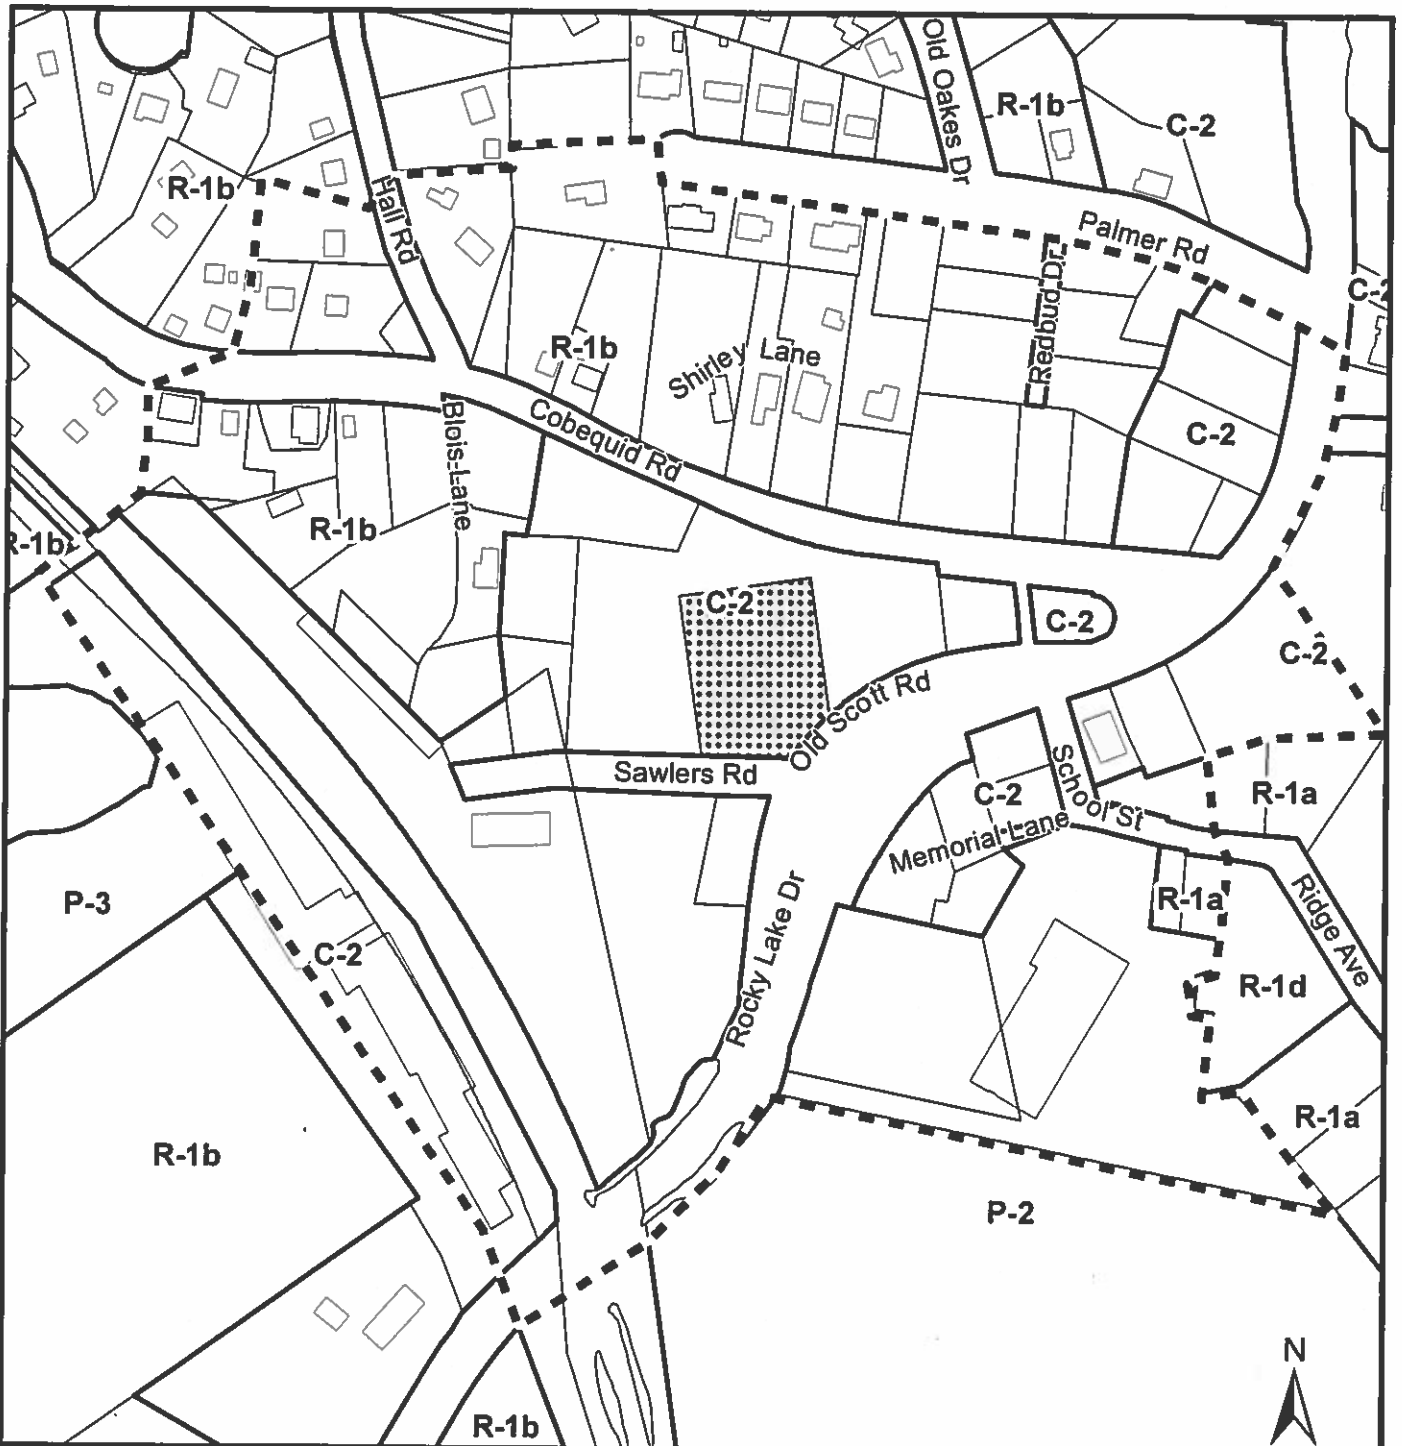 Old Oakes Dr
R-1b
C-2
R-1b
Hall Rd
Palmer Rd
C-2
Redbud Dr
R-1b
Shirley Lane
Cobequid Rd
C-2
Blois Lane
R-1b
R-1b
C-2
C-2
C-2
Old Scott Rd
Sawlers Rd
School St
C-2
R-1a
Memorial Lane
P-3
R-1a
Ridge Ave
Rocky Lake Dr
C-2
R-1d
R-1a
R-1b
P-2
N
R-1b